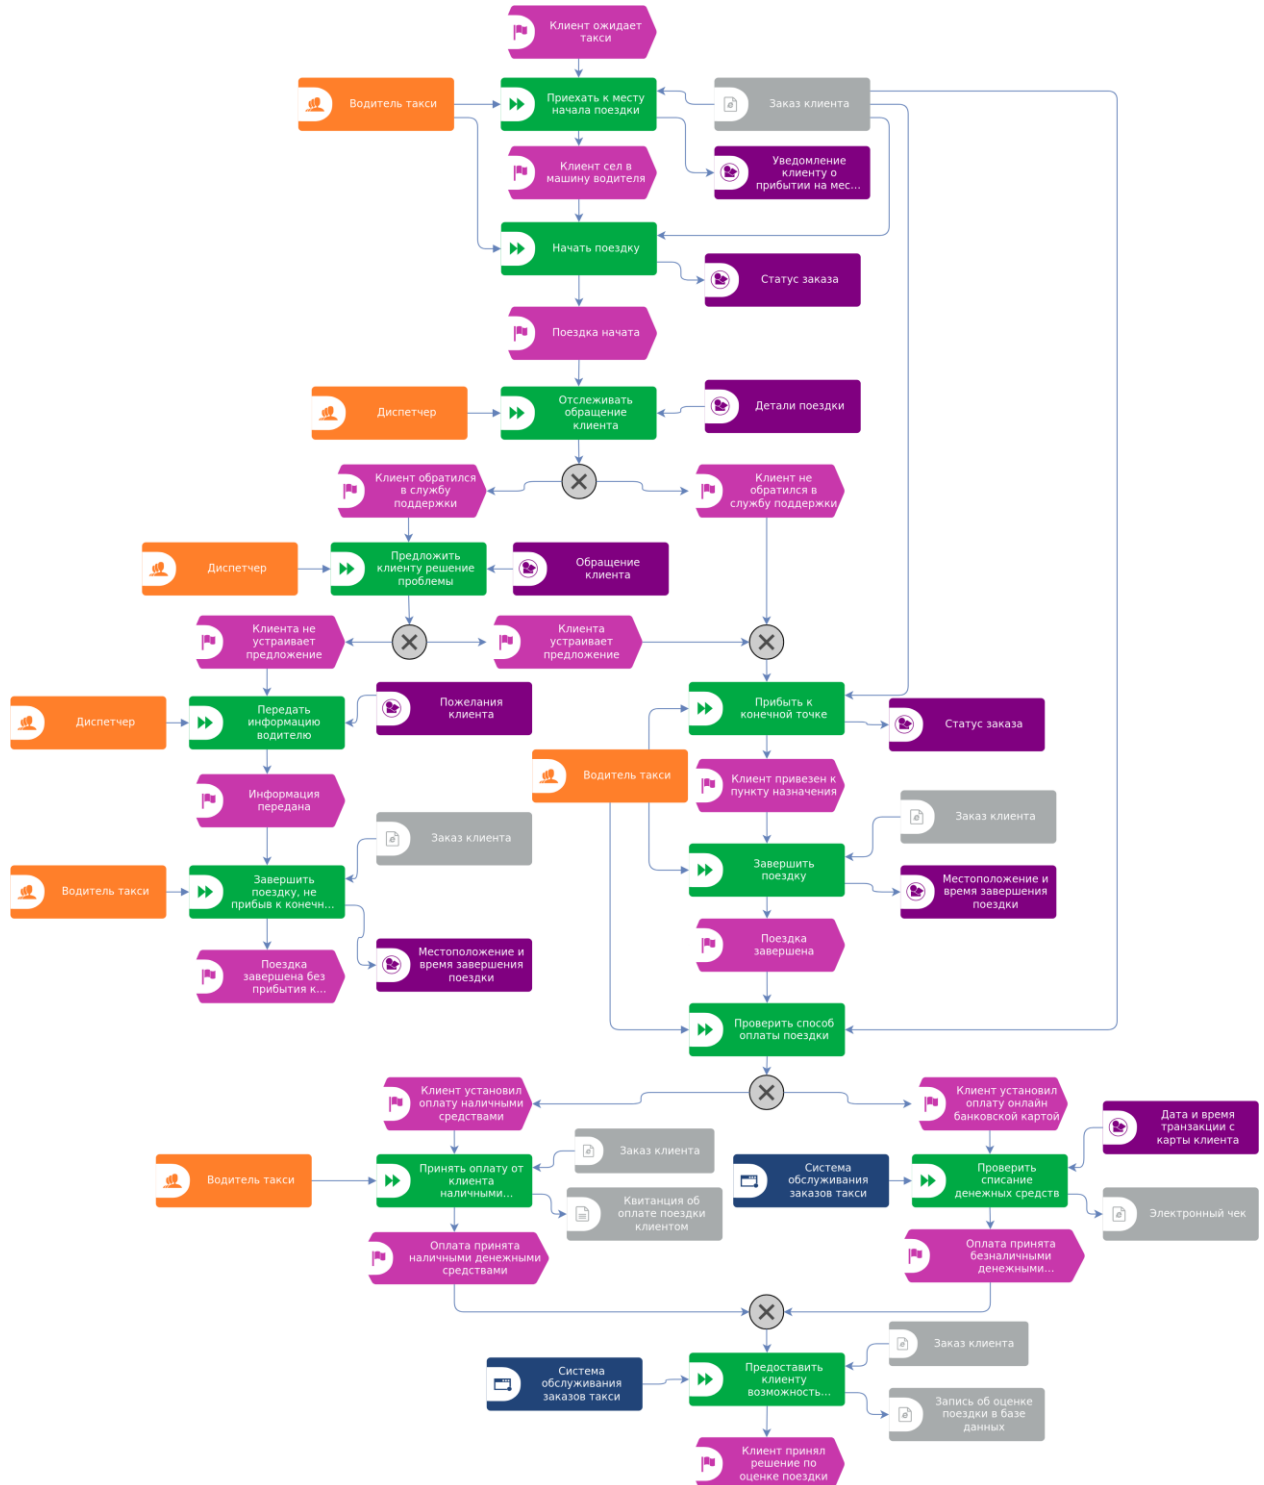 Клиент ожидает
такси
Водитель такси
Приехать к месту
начала поездки
Заказ клиента
Клиент сел в
машину водителя
Уведомление
клиенту о
прибытии на мес...
Начать поездку
Статус заказа
Поездка начата
Диспетчер
Отслеживать
обращение
клиента
Детали поездки
Клиент обратился
в службу
поддержки
Клиент не
обратился в
службу поддержки
Диспетчер
Предложить
клиенту решение
проблемы
Обращение
клиента
Клиента не
устраивает
предложение
Клиента
устраивает
предложение
Диспетчер
Передать
информацию
водителю
Пожелания
клиента
Прибыть к
конечной точке
Статус заказа
Водитель такси
Клиент привезен к
пункту назначения
Информация
передана
Заказ клиента
Заказ клиента
Водитель такси
Завершить
поездку, не
прибыв к конечн...
Завершить
поездку
Местоположение и
время завершения
поездки
Поездка
завершена без
прибытия к...
Местоположение и
время завершения
поездки
Поездка
завершена
Проверить способ
оплаты поездки
Клиент установил
оплату наличными
средствами
Клиент установил
оплату онлайн
банковской картой
Дата и время
транзакции с
карты клиента
Водитель такси
Принять оплату от
клиента
наличными...
Заказ клиента
Квитанция об
оплате поездки
клиентом
Система
обслуживания
заказов такси
Проверить
списание
денежных средств
Электронный чек
Оплата принята
наличными денежными
средствами
Оплата принята
безналичными
денежными...
Система
обслуживания
заказов такси
Предоставить
клиенту
возможность...
Заказ клиента
Запись об оценке
поездки в базе
данных
Клиент принял
решение по
оценке поездки